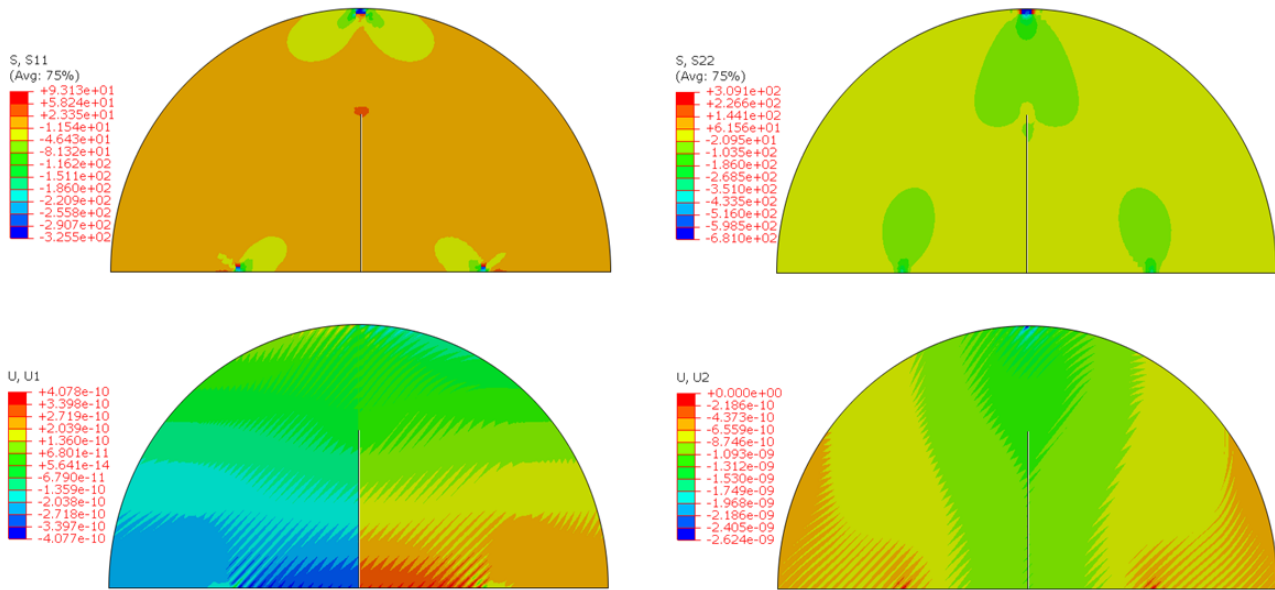 S, S11
(Avg: 75%)
+9.313e+01
+5.824e+01
+2.335e+01
-1.154e+01
-4.643e+01
-8.132e+01
-1.162e+02
-1.511e+02
-1.860e+02
-2.209e+02
-2.558e+02
-2.907e+02
-3.255e+02
S, S22
(Avg: 75%)
+3.091e+02
+2.266e+02
+1.441e+02
+6.156e+01
-2.095e+01
-1.035e+02
-1.860e+02
-2.685e+02
-3.510e+02
-4.335e+02
-5.160e+02
-5.985e+02
-6.810e+02
U, U1
+4.078e-10
+3.398e-10
+2.719e-10
+2.039e-10
+1.360e-10
+6.801e-11
+5.641e-14
-6.790e-11
-1.359e-10
-2.038e-10
-2.718e-10
-3.397e-10
-4.077e-10
U, U2
+0.000e+00
-2.186e-10
-4.373e-10
-6.559e-10
-8.746e-10
-1.093e-09
-1.312e-09
-1.530e-09
-1.749e-09
-1.968e-09
-2.186e-09
-2.405e-09
-2.624e-09